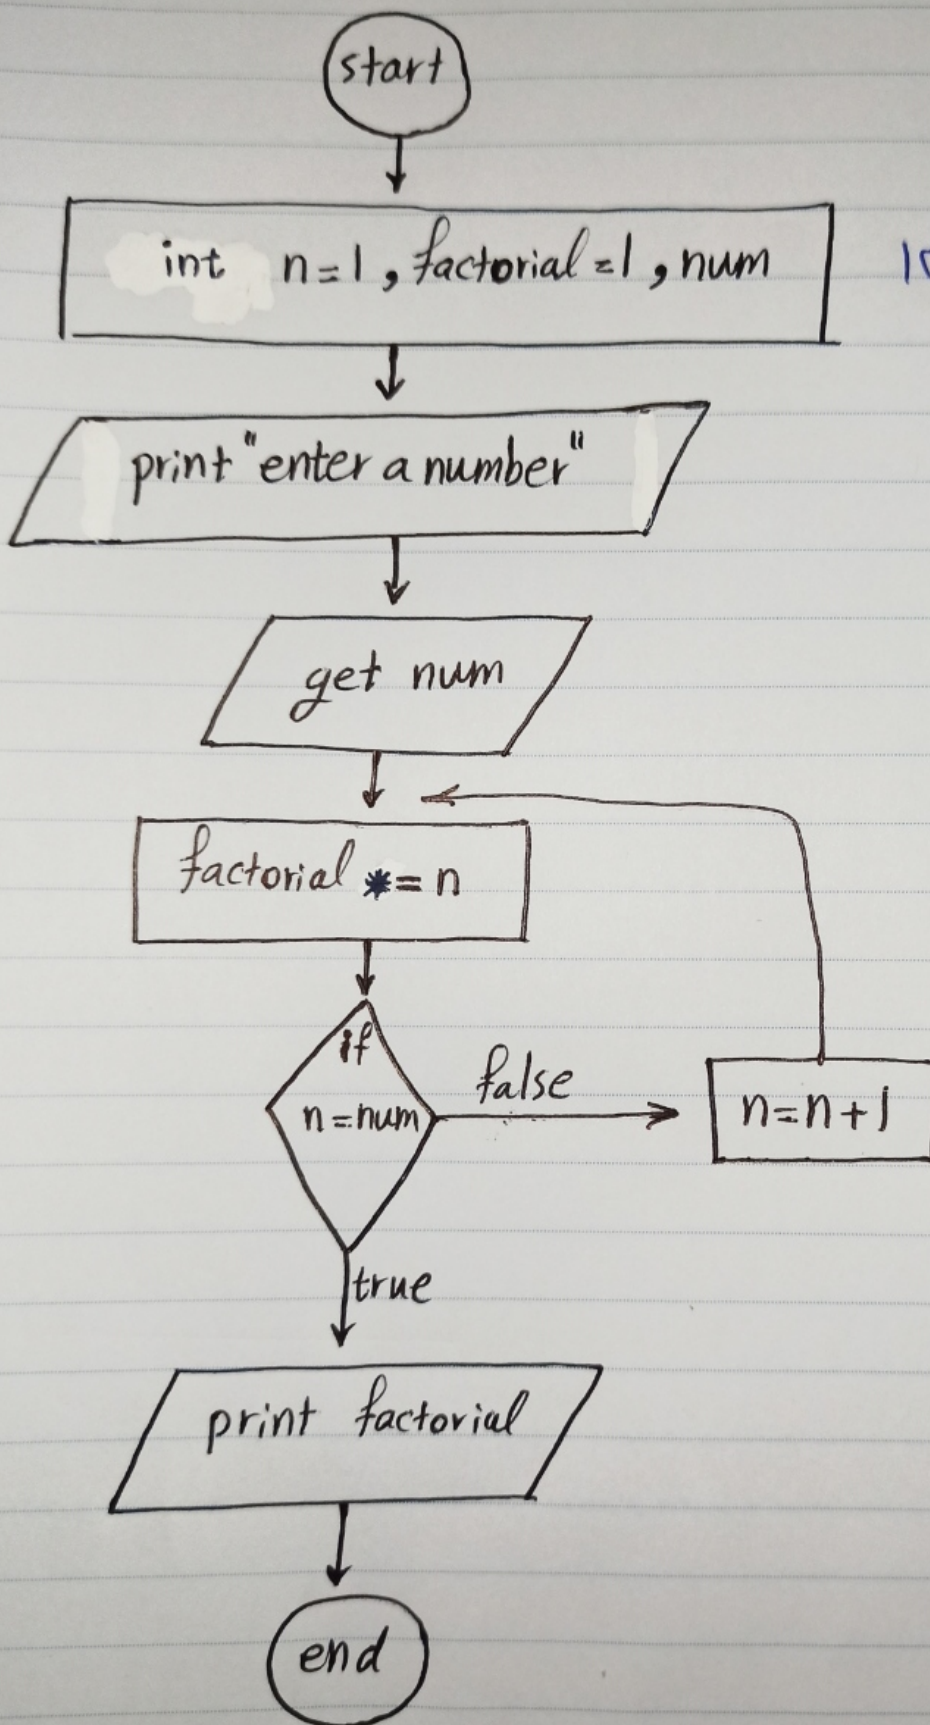 start
int n=1, factorial=1, num
print "enter a number"
get num
factorial *= n
if
n=num
false
n=n+1
true
print factorial
end